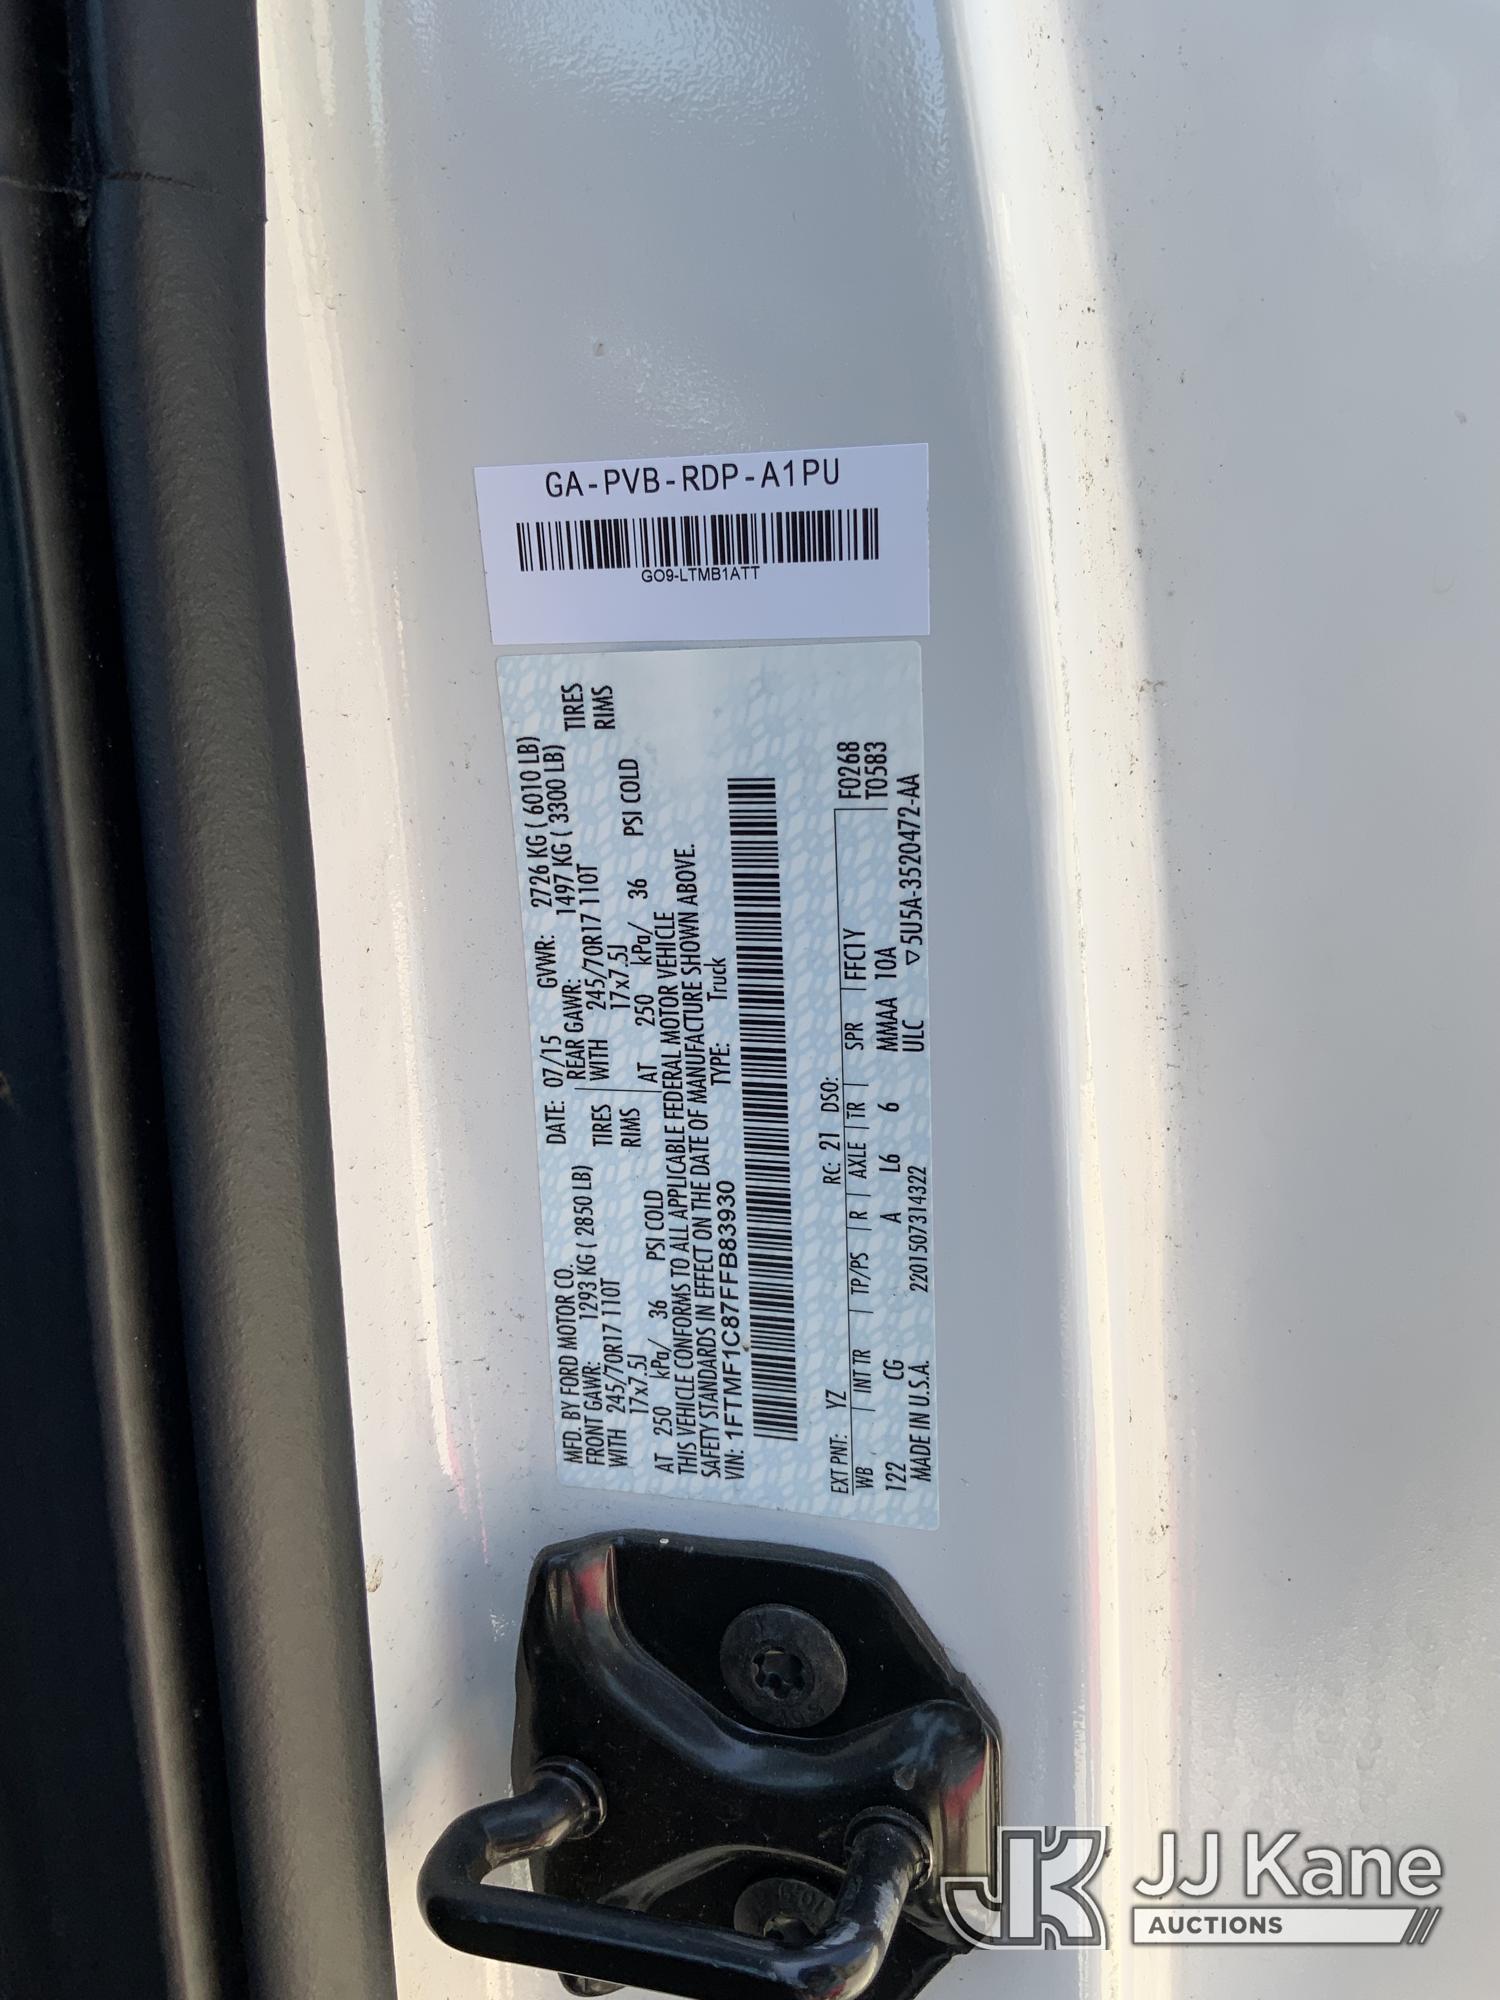 GA-PVB-RDP-A1PU
GO9-LTMB1ATT
MFD. BY FORD MOTOR CO. DATE: 07/15 GVWR: 2726 KG ( 6010 LB)
FRONT GAWR: 1293 KG ( 2850 LB) REAR GAWR: 1497 KG ( 3300 LB)
WITH 245/70R17 110T TIRES WITH 245/70R17 110T TIRES
17x7.5J RIMS 17x7.5J RIMS
AT 250 kPa/ 36 PSI COLD AT 250 kPa/ 36 PSI COLD
THIS VEHICLE CONFORMS TO ALL APPLICABLE FEDERAL MOTOR VEHICLE
SAFETY STANDARDS IN EFFECT ON THE DATE OF MANUFACTURE SHOWN ABOVE.
VIN: 1FTMF1C87FFB83930 TYPE: Truck
EXT PNT: YZ RC: 21 DSO: F0268
WB INT TR TP/PS R AXLE TR SPR FFC1Y T0583
122 CG A L6 6 MMAA 10A
MADE IN U.S.A. 2201507314322 ULC ▽5U5A-3520472-AA
JK JJ Kane
AUCTIONS